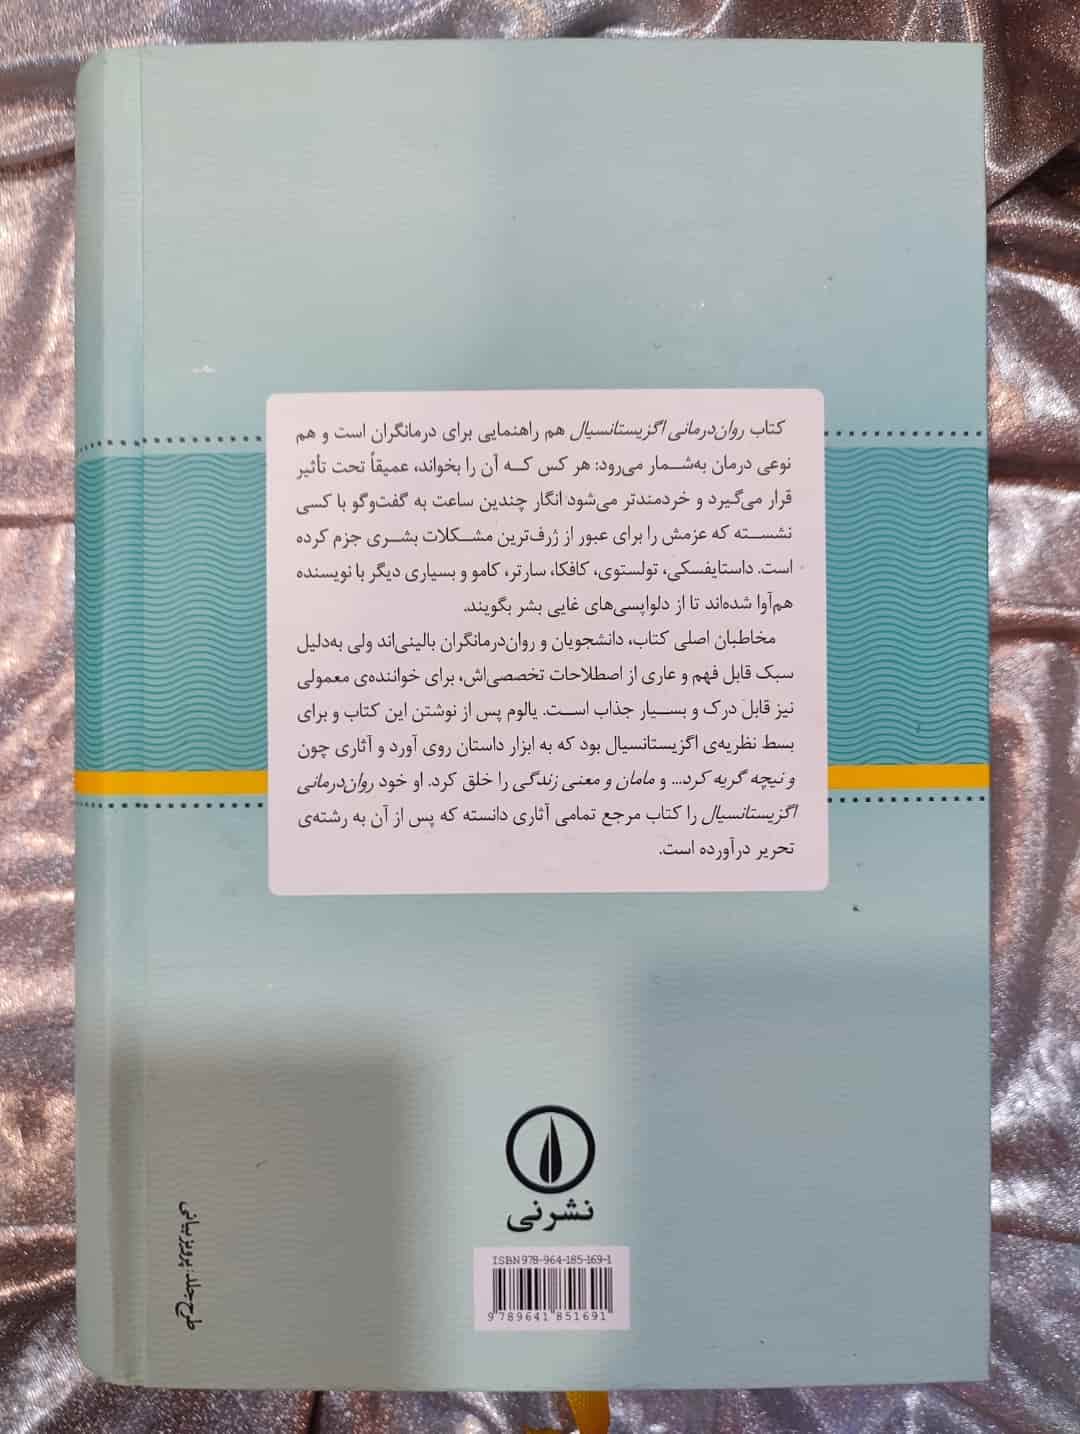 کتاب روان‌درمانی اگزیستانسیال هم راهنمایی برای درمانگران است و هم
نوعی درمان به‌شمار می‌رود: هر کس که آن را بخواند، عمیقاً تحت تأثیر
قرار می‌گیرد و خردمندتر می‌شود انگار چندین ساعت به گفت‌وگو با کسی
نشسته که عزمش را برای عبور از ژرف‌ترین مشکلات بشری جزم کرده
است. داستایفسکی، تولستوی، کافکا، سارتر، کامو و بسیاری دیگر با نویسنده
هم‌آوا شده‌اند تا از دلواپسی‌های غایی بشر بگویند.
مخاطبان اصلی کتاب، دانشجویان و روان‌درمانگران بالینی‌اند ولی به‌دلیل
سبک قابل فهم و عاری از اصطلاحات تخصصی‌اش، برای خواننده‌ی معمولی
نیز قابل درک و بسیار جذاب است. یالوم پس از نوشتن این کتاب و برای
بسط نظریه‌ی اگزیستانسیال بود که به ابزار داستان روی آورد و آثاری چون
و نیچه گریه کرد... و مامان و معنی زندگی را خلق کرد. او خود روان‌درمانی
اگزیستانسیال را کتاب مرجع تمامی آثاری دانسته که پس از آن به رشته‌ی
تحریر درآورده است.
نشرنی
ISBN 978-964-185-169-1
9 789641 851691
طرح جلد: پرویز بیانی